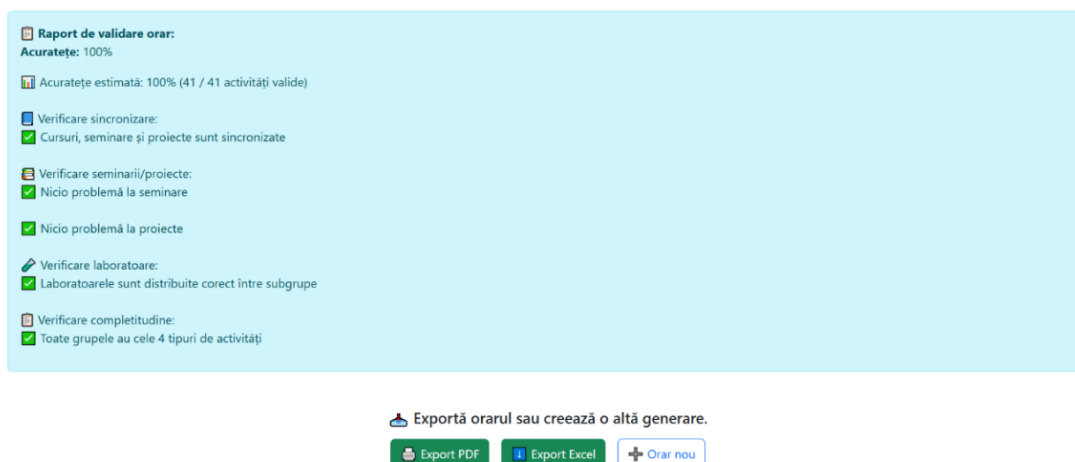 Raport de validare orar:
Acuratețe: 100%
Acuratețe estimată: 100% (41 / 41 activități valide)
Verificare sincronizare:
Cursuri, seminare și proiecte sunt sincronizate
Verificare seminarii/proiecte:
Nicio problemă la seminare
Nicio problemă la proiecte
Verificare laboratoare:
Laboratoarele sunt distribuite corect între subgrupe
Verificare completitudine:
Toate grupele au cele 4 tipuri de activități
Exportă orarul sau creează o altă generare.
Export PDF Export Excel Orar nou